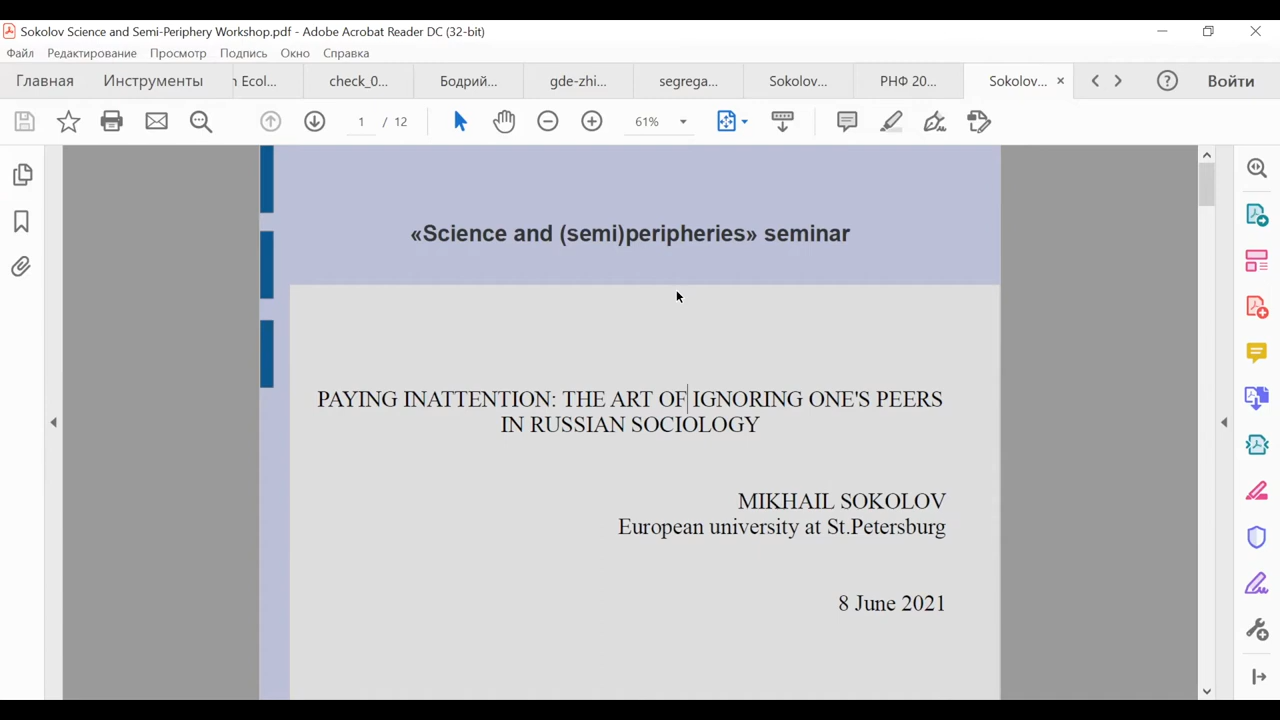 Sokolov Science and Semi-Periphery Workshop.pdf - Adobe Acrobat Reader DC (32-bit)
Файл Редактирование Просмотр Подпись Окно Справка
Главная Инструменты n Ecol... check_0... Бодрий... gde-zhi... segrega... Sokolov... РНФ 20... Sokolov... × Войти
1 / 12 61%
«Science and (semi)peripheries» seminar
PAYING INATTENTION: THE ART OF IGNORING ONE'S PEERS
IN RUSSIAN SOCIOLOGY
MIKHAIL SOKOLOV
European university at St.Petersburg
8 June 2021